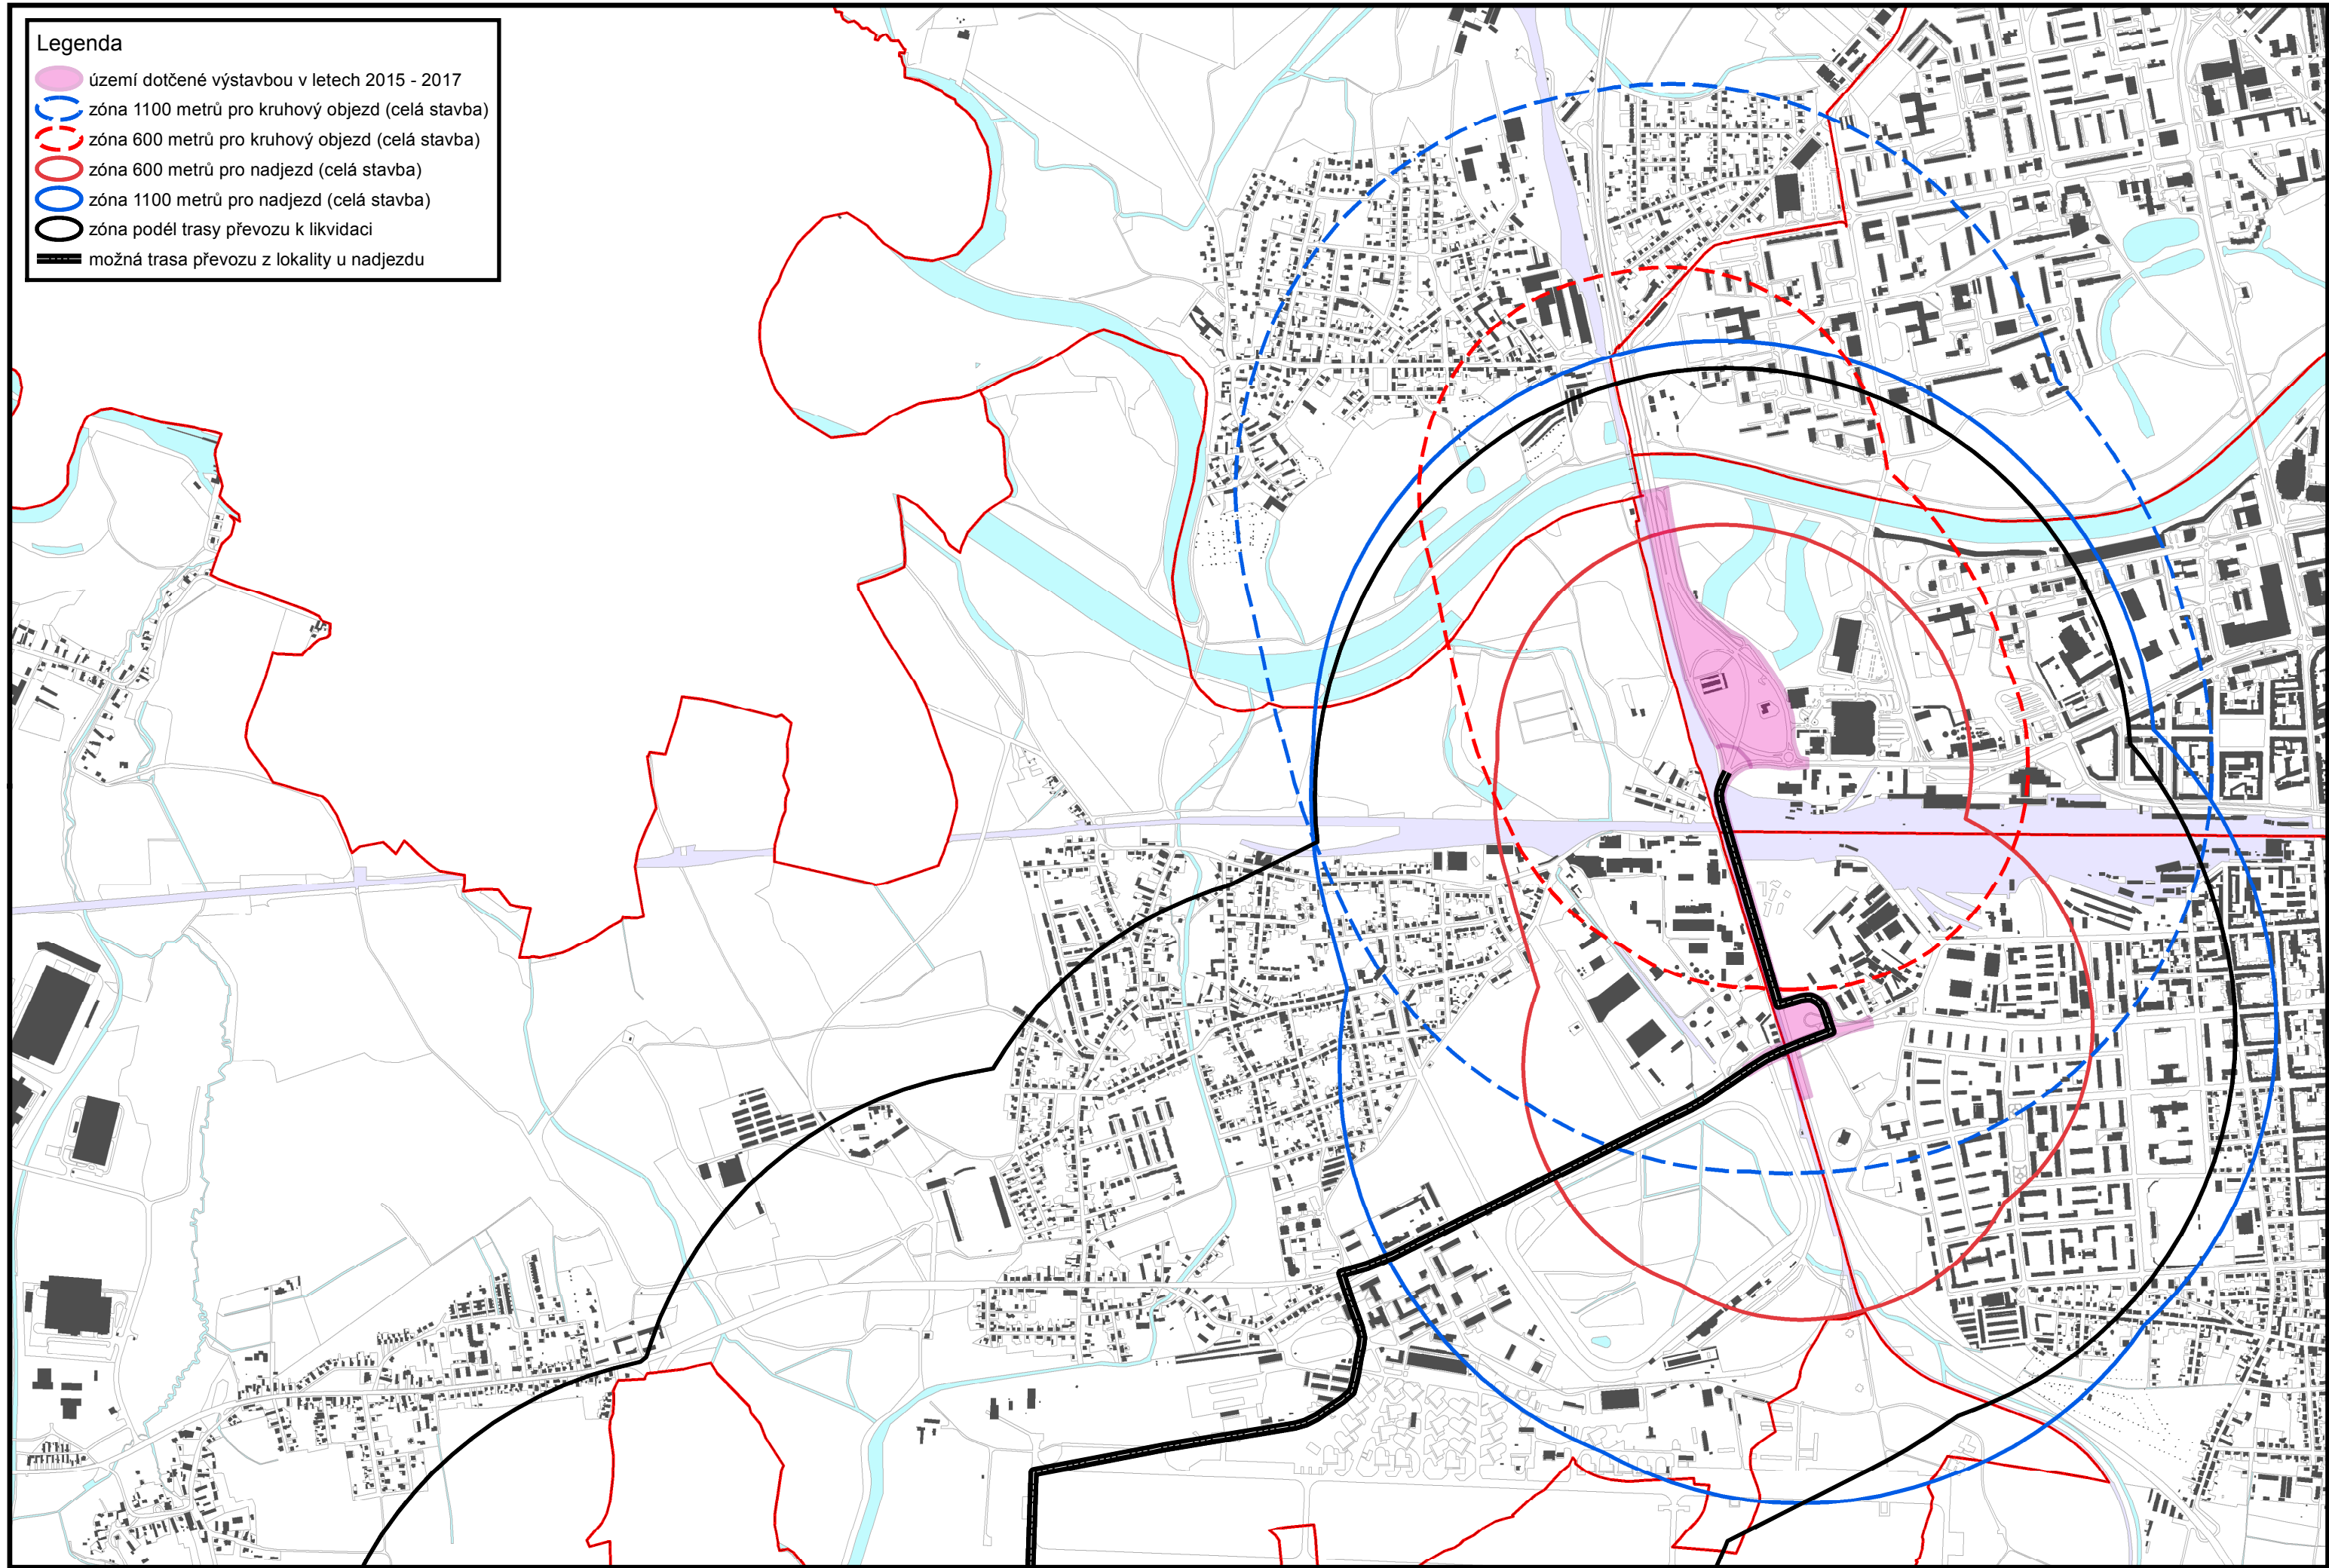 Legenda
území dotčené výstavbou v letech 2015 - 2017
zóna 1100 metrů pro kruhový objezd (celá stavba)
zóna 600 metrů pro kruhový objezd (celá stavba)
zóna 600 metrů pro nadjezd (celá stavba)
zóna 1100 metrů pro nadjezd (celá stavba)
zóna podél trasy převozu k likvidaci
možná trasa převozu z lokality u nadjezdu